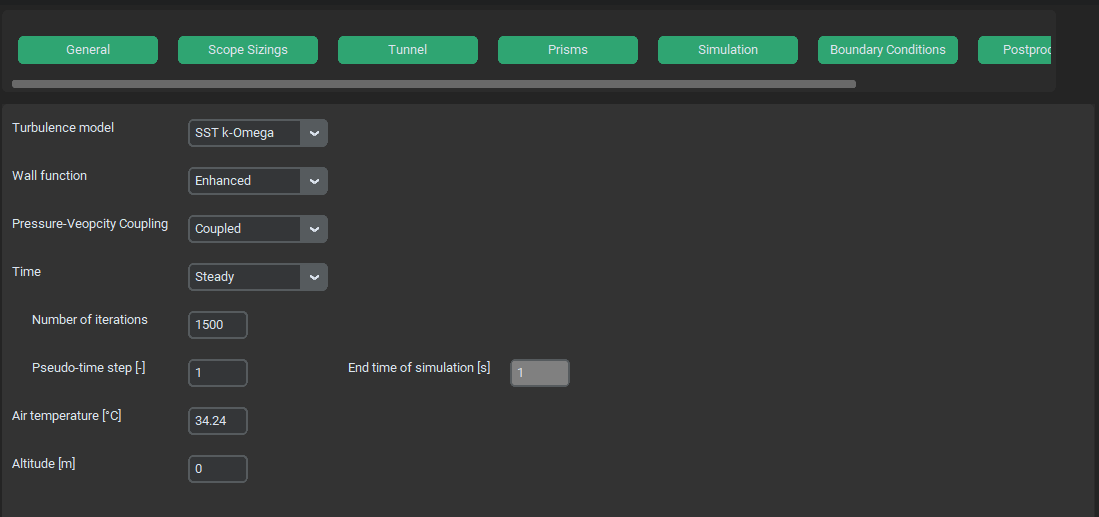 General Scope Sizings Tunnel Prisms Simulation Boundary Conditions Postproc
Turbulence model SST k-Omega
Wall function Enhanced
Pressure-Veopcity Coupling Coupled
Time Steady
Number of iterations 1500
Pseudo-time step [-] 1 End time of simulation [s] 1
Air temperature [°C] 34.24
Altitude [m] 0